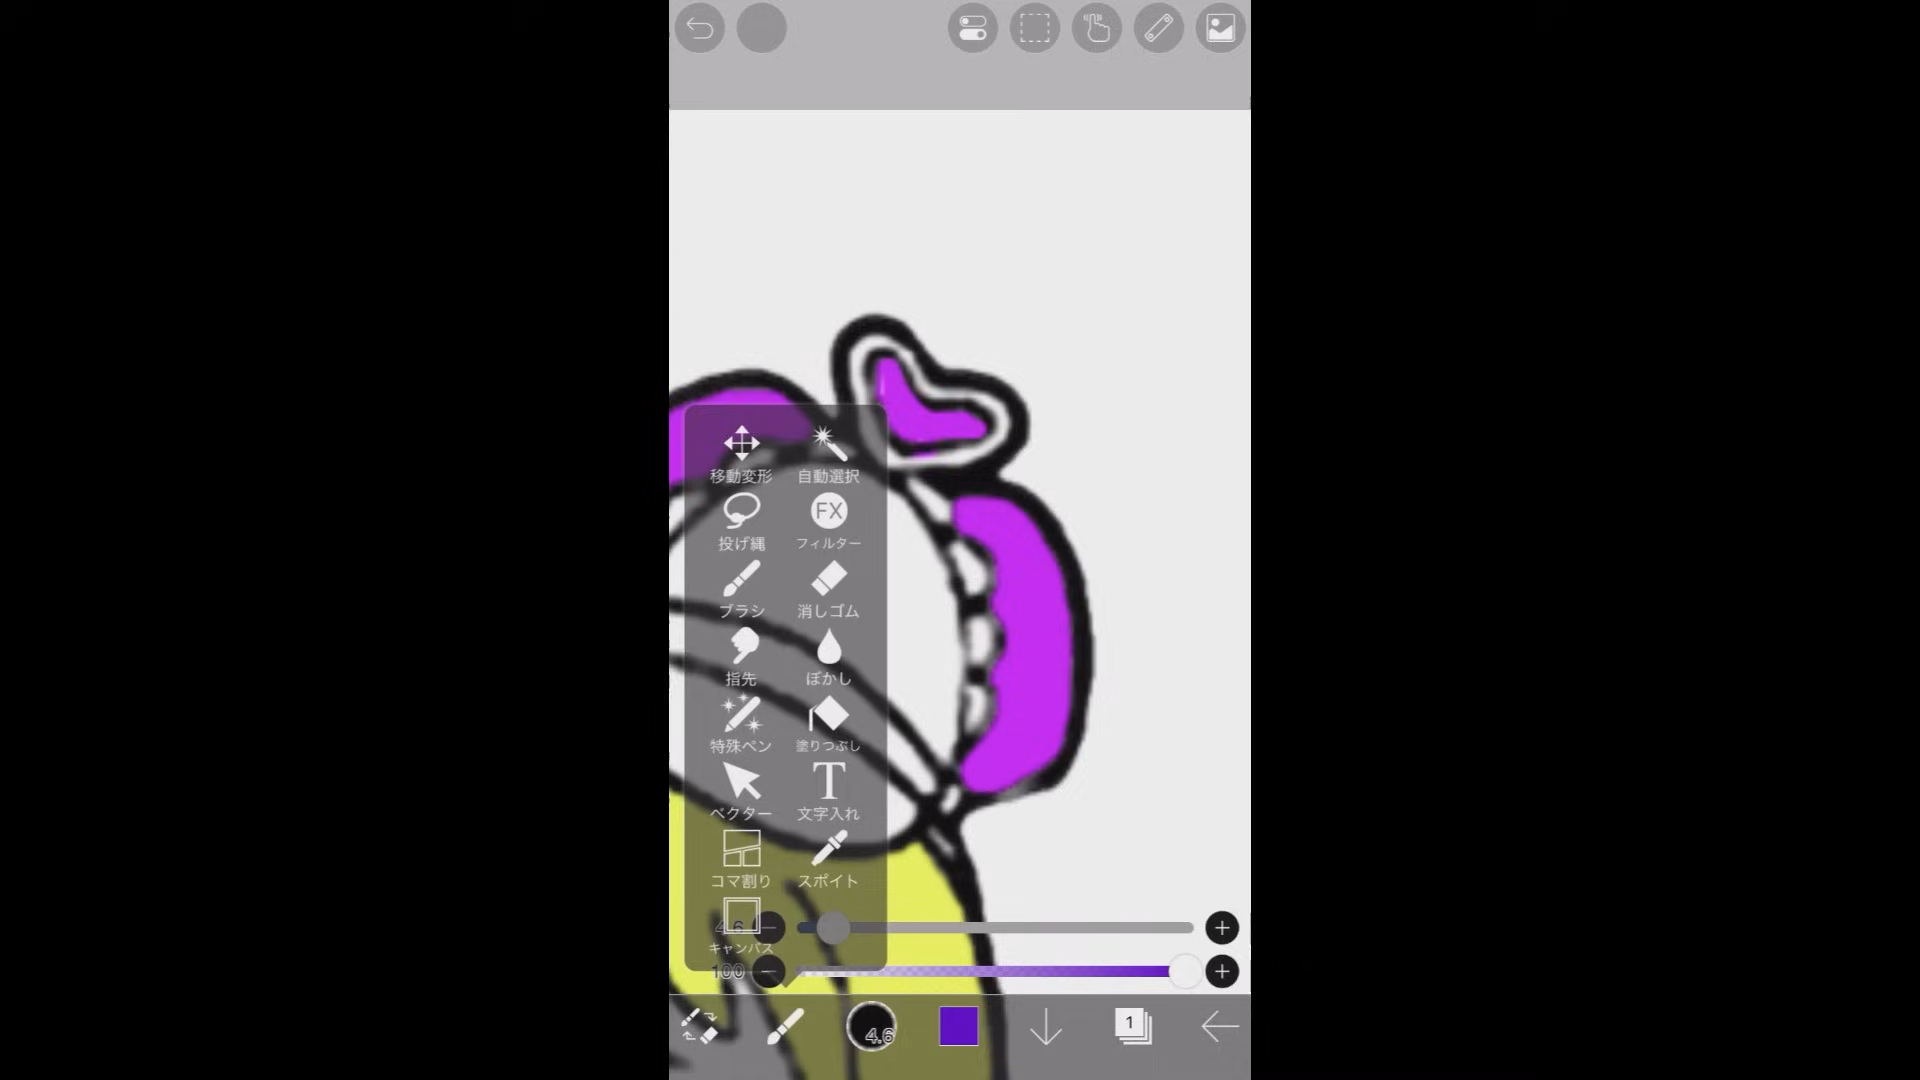 移動変形 自動選択
投げ縄 FX フィルター
ブラシ 消しゴム
指先 ぼかし
特殊ペン 塗りつぶし
ベクター T 文字入れ
コマ割り スポイト
4.6
キャンバス
100
4.6
1